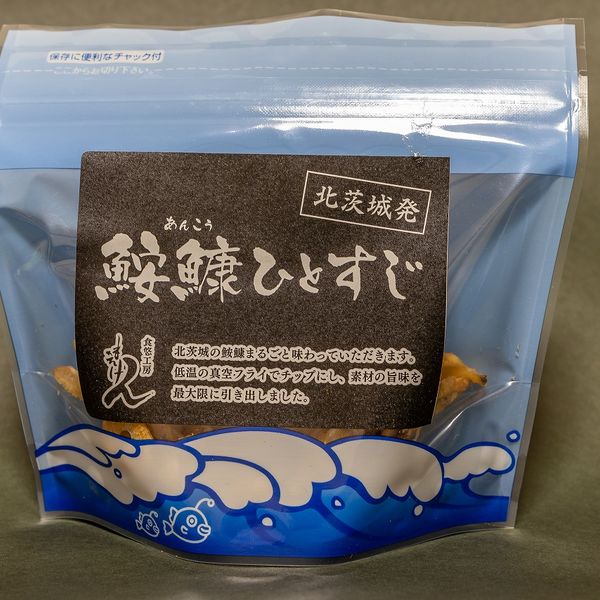 保存に便利なチャック付
ここからお切り下さい。
北茨城発
あんこう
鮟鱇ひとすじ
食悠工房
北茨城の鮟鱇まるごと味わっていただきます。
低温の真空フライでチップにし、素材の旨味を
最大限に引き出しました。